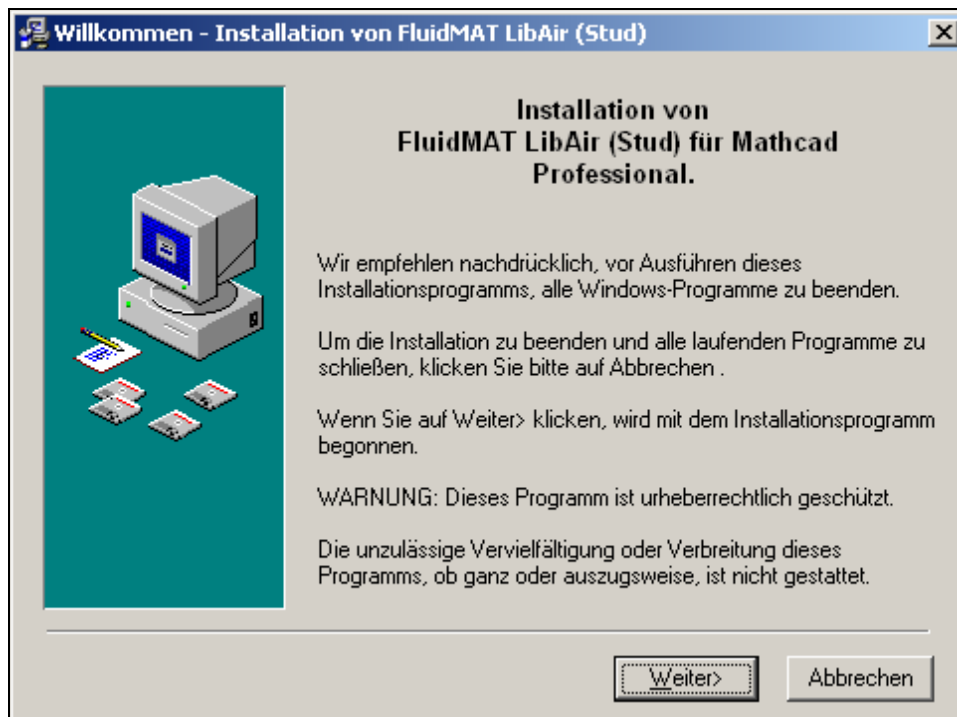 Willkommen - Installation von FluidMAT LibAir (Stud)
Installation von
FluidMAT LibAir (Stud) für Mathcad
Professional.
Wir empfehlen nachdrücklich, vor Ausführen dieses
Installationsprogramms, alle Windows-Programme zu beenden.
Um die Installation zu beenden und alle laufenden Programme zu
schließen, klicken Sie bitte auf Abbrechen .
Wenn Sie auf Weiter> klicken, wird mit dem Installationsprogramm
begonnen.
WARNUNG: Dieses Programm ist urheberrechtlich geschützt.
Die unzulässige Vervielfältigung oder Verbreitung dieses
Programms, ob ganz oder auszugsweise, ist nicht gestattet.
Weiter> Abbrechen